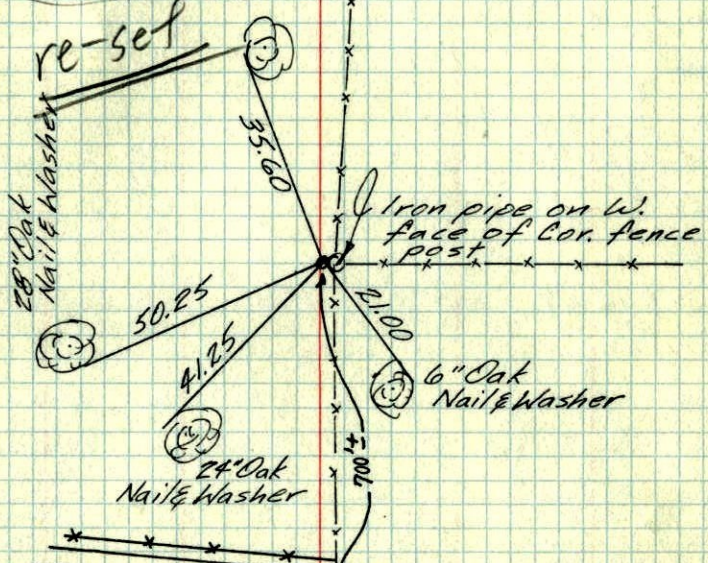 re-set
35.60
28" Oak
Nail & Washer
Iron pipe on W.
face of Cor. fence
post
50.25
41.25
21.00
6" Oak
Nail & Washer
24" Oak
Nail & Washer
700'±